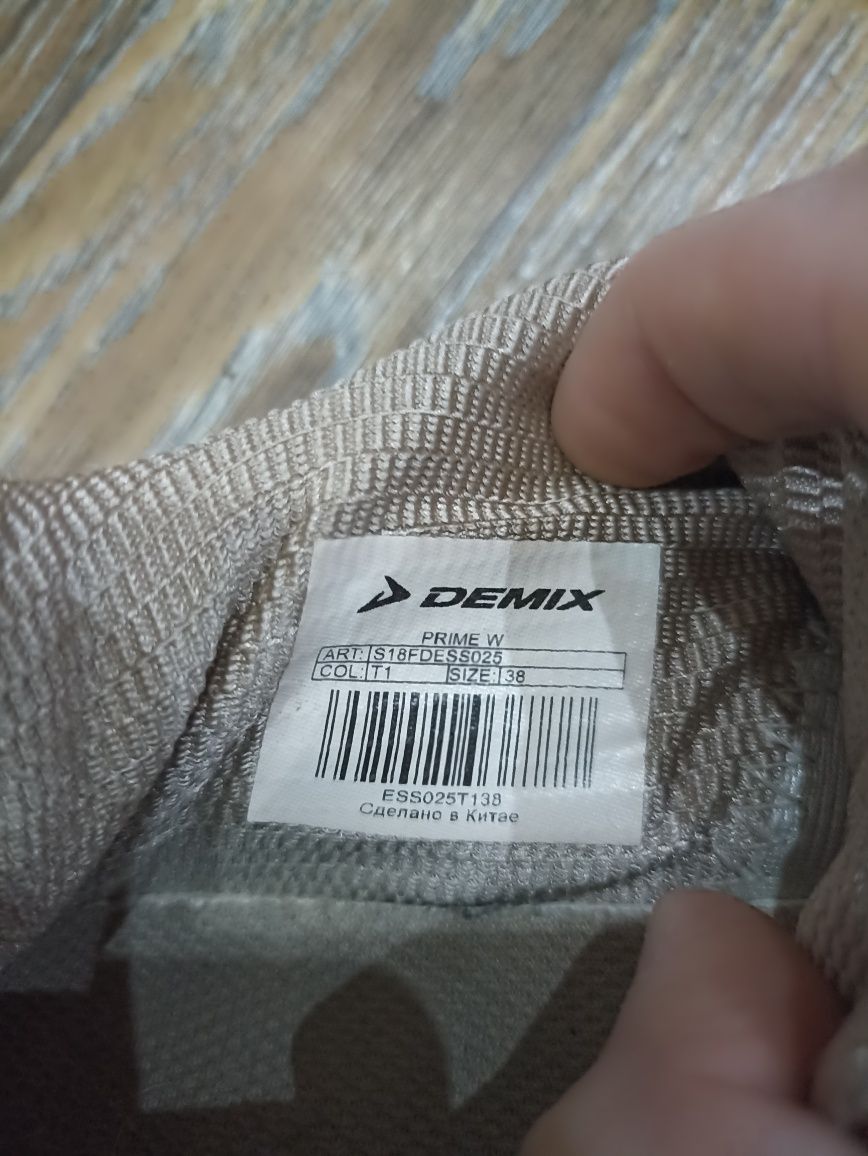 DEMIX
PRIME W
ART: S18FDESS025
COL: T1 SIZE: 38
ESS025T138
Сделано в Китае